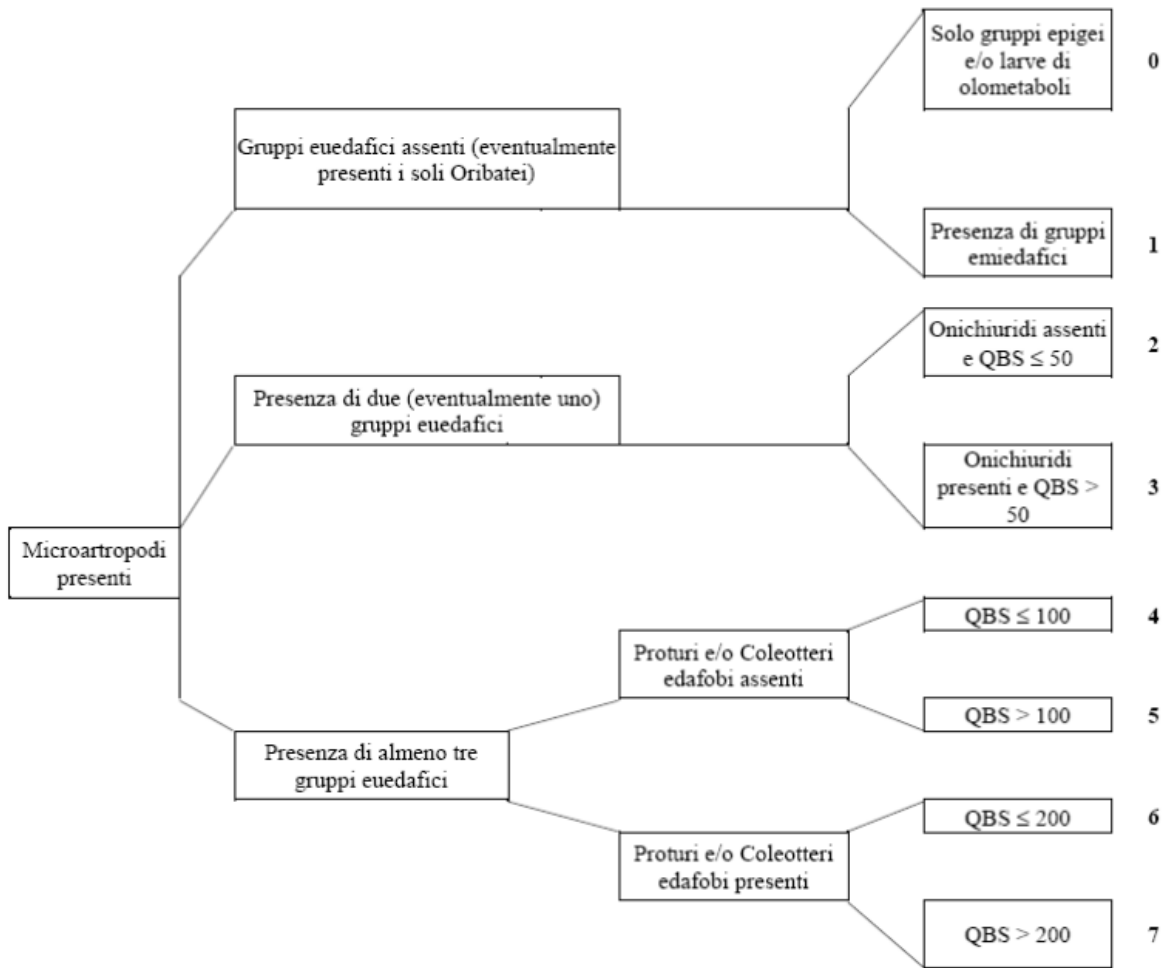 Solo gruppi epigei
e/o larve di
olometaboli
0
Gruppi euedafici assenti (eventualmente
presenti i soli Oribatei)
Presenza di gruppi
emiedafici
1
Onichiuridi assenti
e QBS ≤ 50
2
Presenza di due (eventualmente uno)
gruppi euedafici
Onichiuridi
presenti e QBS >
50
3
Microartropodi
presenti
QBS ≤ 100
4
Proturi e/o Coleotteri
edafobi assenti
QBS > 100
5
Presenza di almeno tre
gruppi euedafici
QBS ≤ 200
6
Proturi e/o Coleotteri
edafobi presenti
QBS > 200
7